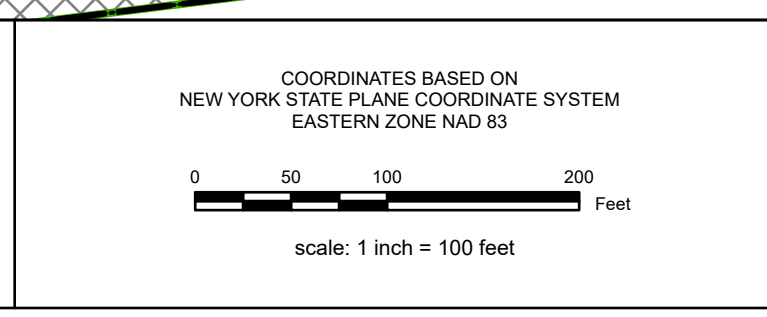 COORDINATES BASED ON
NEW YORK STATE PLANE COORDINATE SYSTEM
EASTERN ZONE NAD 83
0 50 100 200
Feet
scale: 1 inch = 100 feet